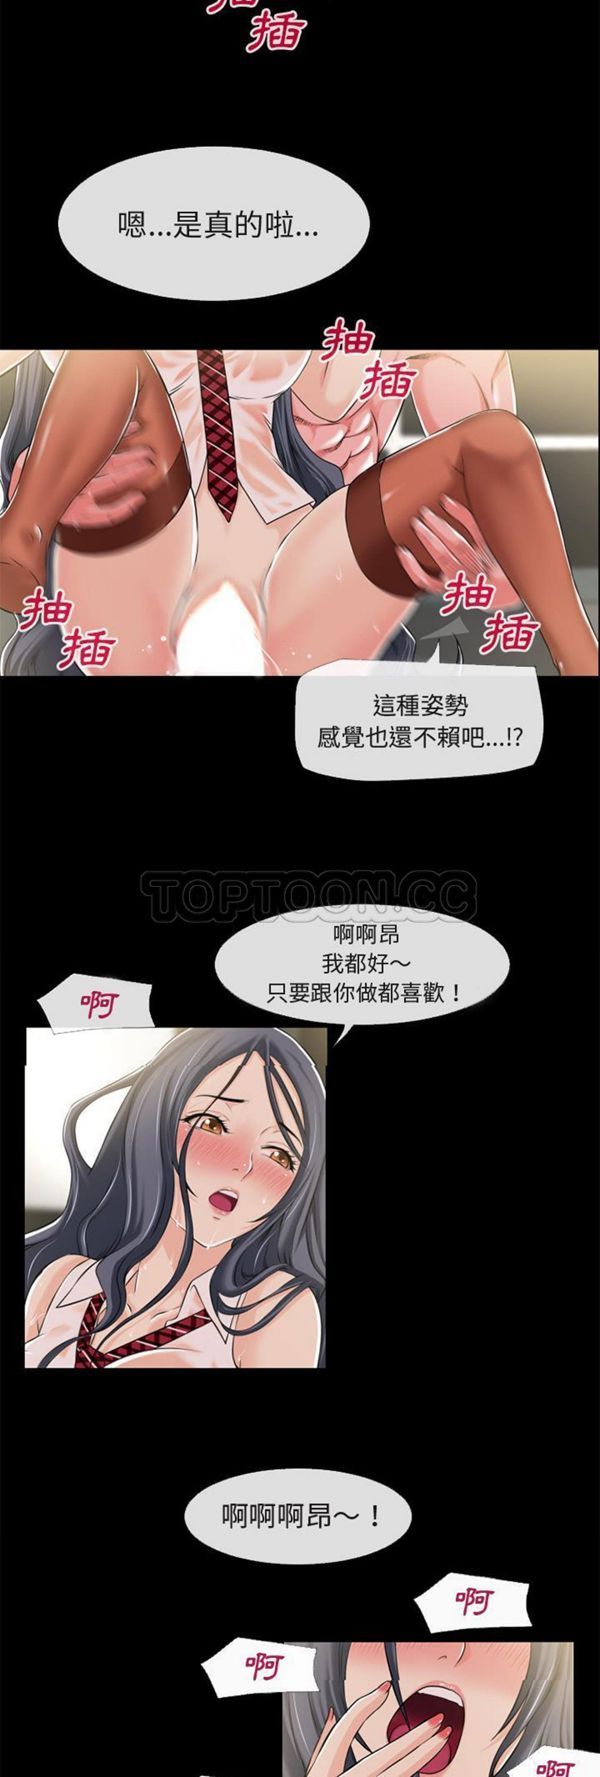 抽
插
嗯...是真的啦...
抽
插
抽
插
抽
插
這種姿勢
感覺也還不賴吧...!?
TOPTOON.CC
啊啊昂
我都好～
只要跟你做都喜歡！
啊
啊啊啊昂～！
啊
啊
啊